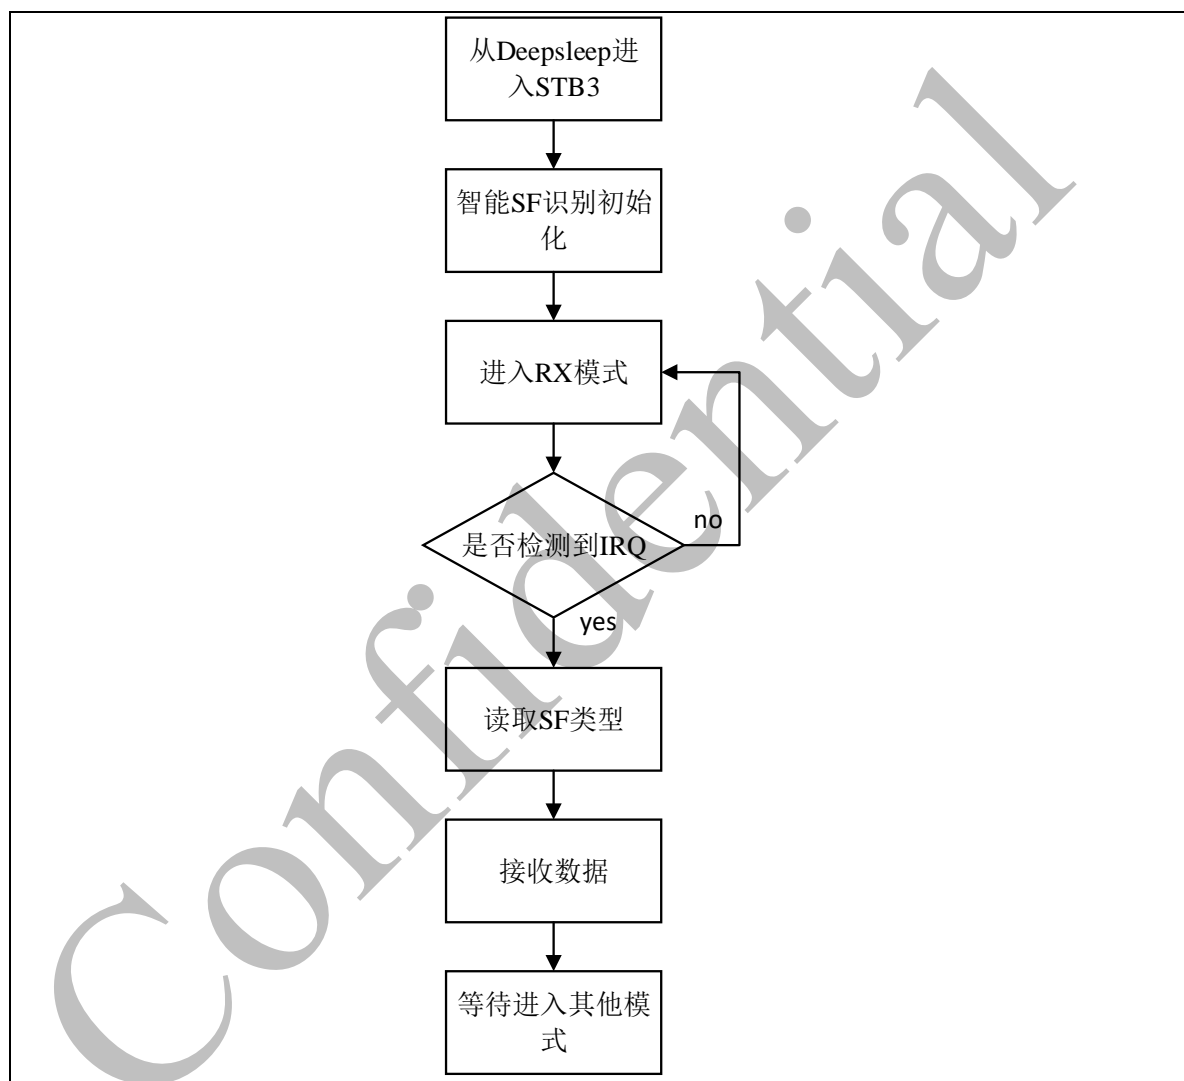 从Deepsleep进
入STB3
智能SF识别初始
化
进入RX模式
是否检测到IRQ
no
yes
读取SF类型
接收数据
等待进入其他模
式
Confidential